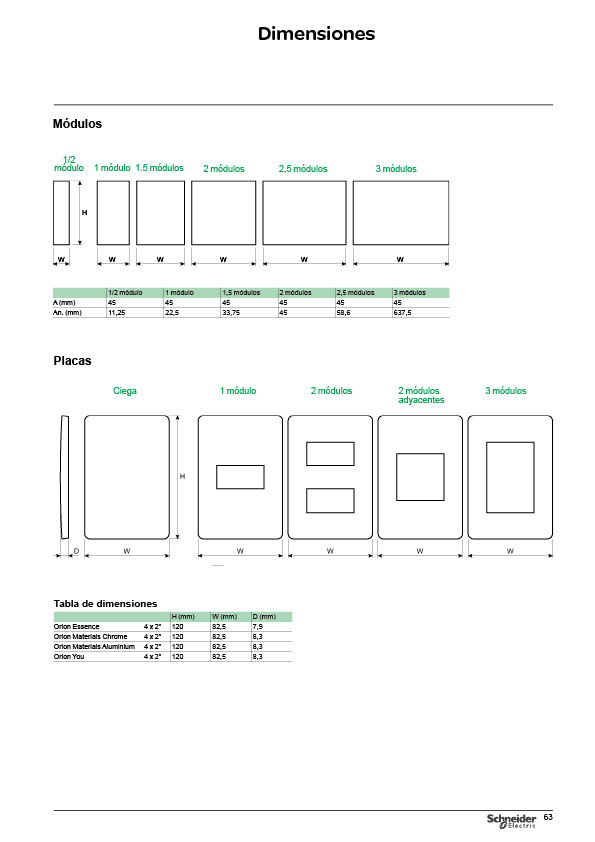 Dimensiones
Módulos
1/2
módulo 1 módulo 1.5 módulos 2 módulos 2,5 módulos 3 módulos
H
W W W W W W
1/2 módulo 1 módulo 1,5 módulos 2 módulos 2,5 módulos 3 módulos
A (mm) 45 45 45 45 45 45
An. (mm) 11,25 22,5 33,75 45 58,6 637,5
Placas
Ciega 1 módulo 2 módulos 2 módulos adyacentes 3 módulos
H
D W W W W W
Tabla de dimensiones
H (mm) W (mm) D (mm)
Orion Essence 4 x 2" 120 82,5 7,9
Orion Materials Chrome 4 x 2" 120 82,5 8,3
Orion Materials Aluminium 4 x 2" 120 82,5 8,3
Orion You 4 x 2" 120 82,5 8,3
Schneider 63
Electric